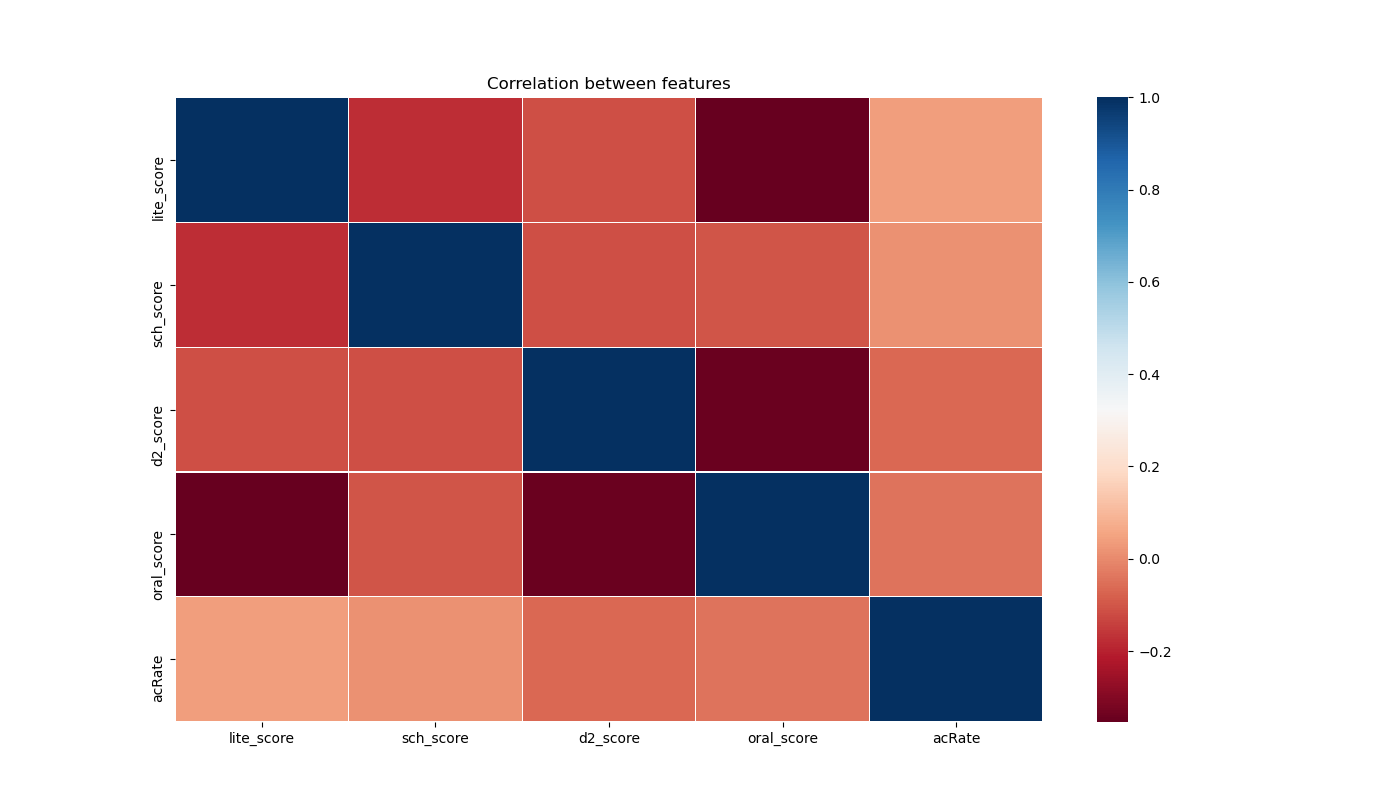 Correlation between features
lite_score
sch_score
d2_score
oral_score
acRate
lite_score
sch_score
d2_score
oral_score
acRate
1.0
0.8
0.6
0.4
0.2
0.0
−0.2